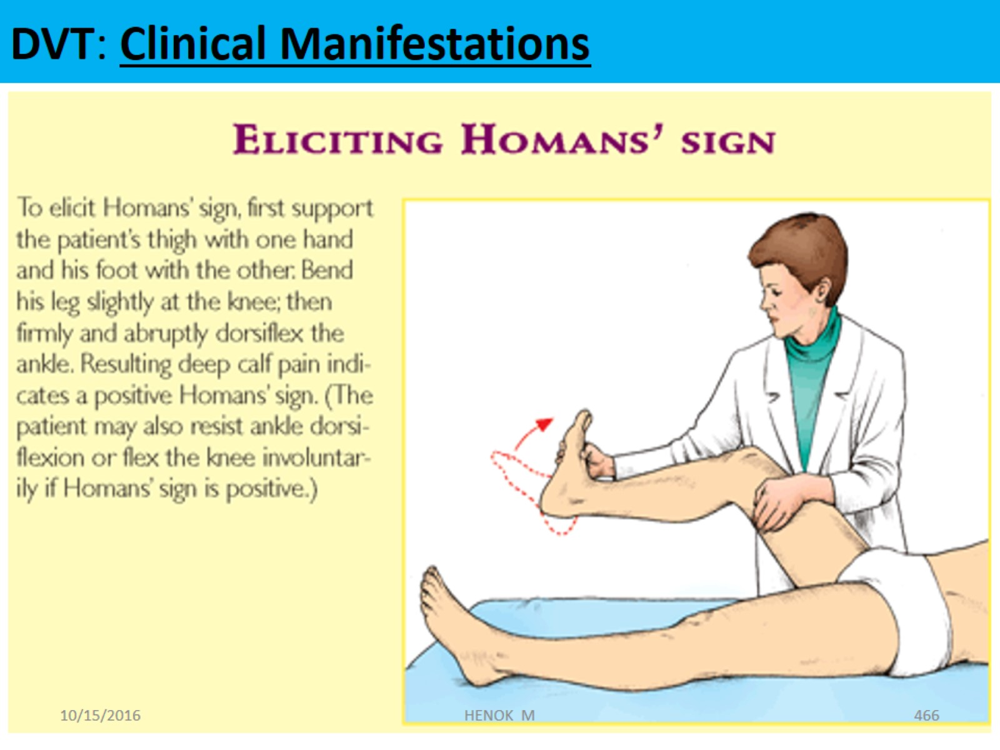 DVT: Clinical Manifestations
ELICITING HOMANS' SIGN
To elicit Homans' sign, first support
the patient's thigh with one hand
and his foot with the other. Bend
his leg slightly at the knee; then
firmly and abruptly dorsiflex the
ankle. Resulting deep calf pain indi-
cates a positive Homans' sign. (The
patient may also resist ankle dorsi-
flexion or flex the knee involuntar-
ily if Homans' sign is positive.)
10/15/2016
HENOK M
466